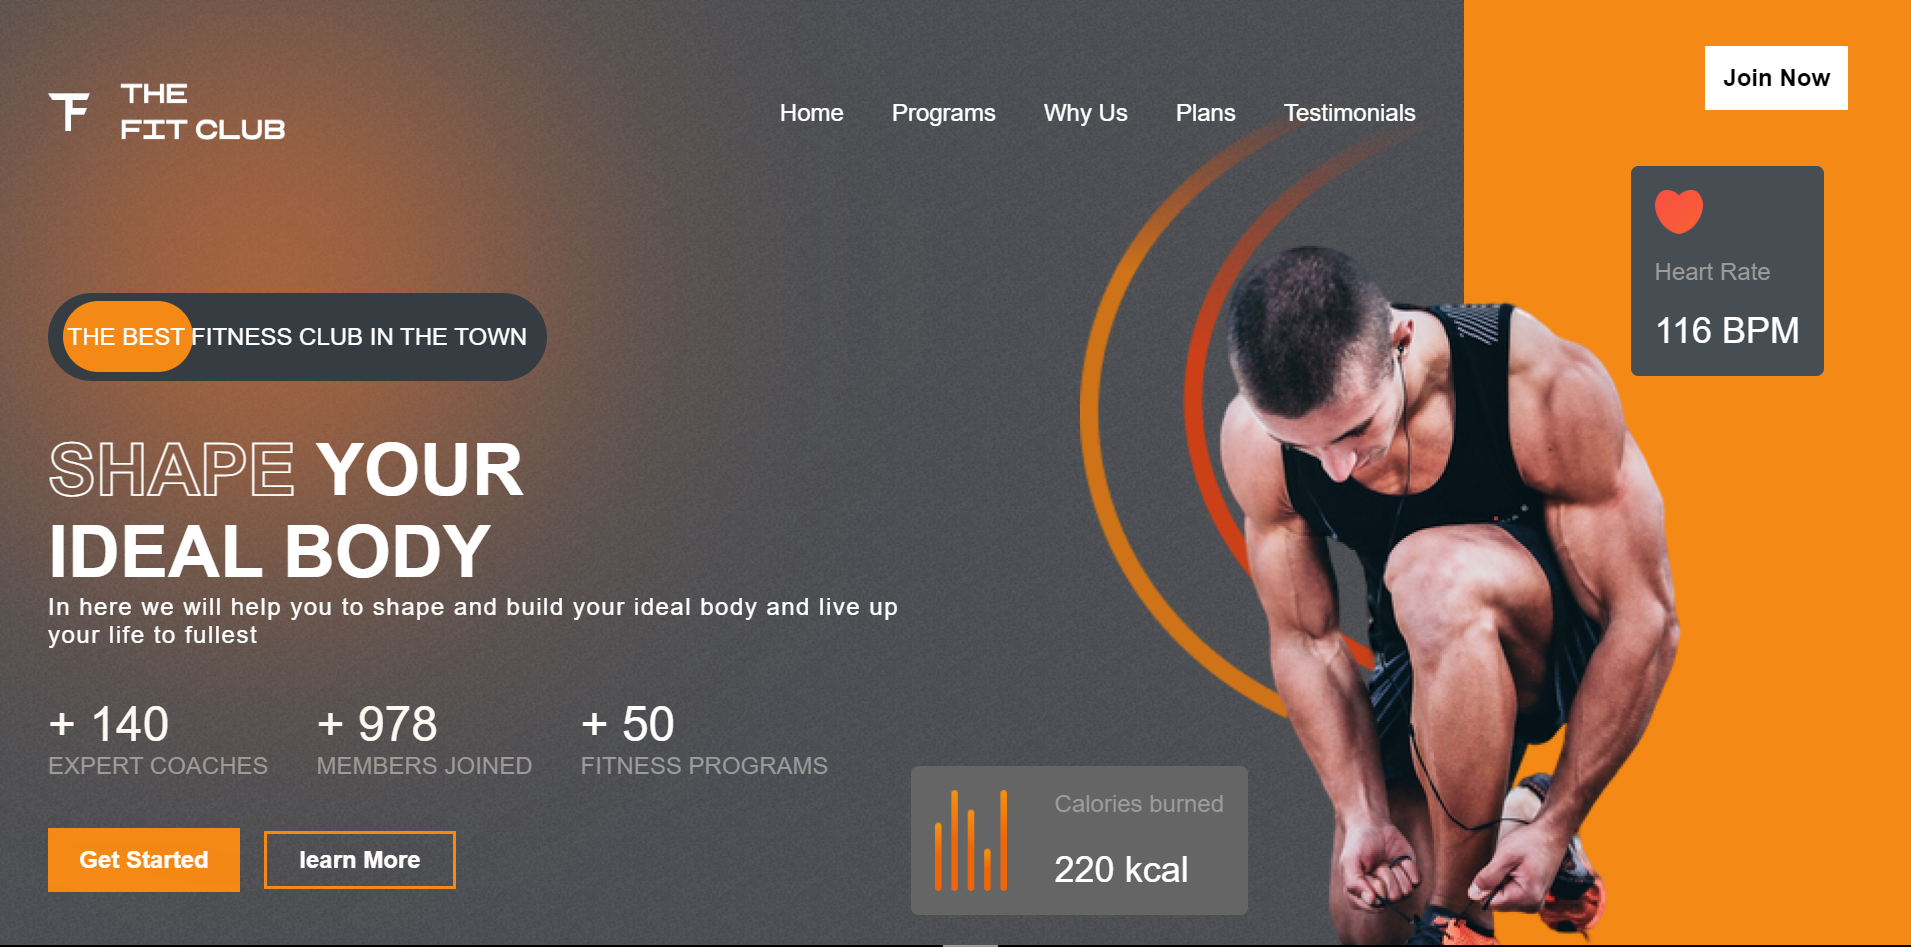 THE
FIT CLUB
Home
Programs
Why Us
Plans
Testimonials
Join Now
Heart Rate
116 BPM
THE BEST FITNESS CLUB IN THE TOWN
SHAPE YOUR
IDEAL BODY
In here we will help you to shape and build your ideal body and live up
your life to fullest
+ 140
EXPERT COACHES
+ 978
MEMBERS JOINED
+ 50
FITNESS PROGRAMS
Calories burned
220 kcal
Get Started
learn More